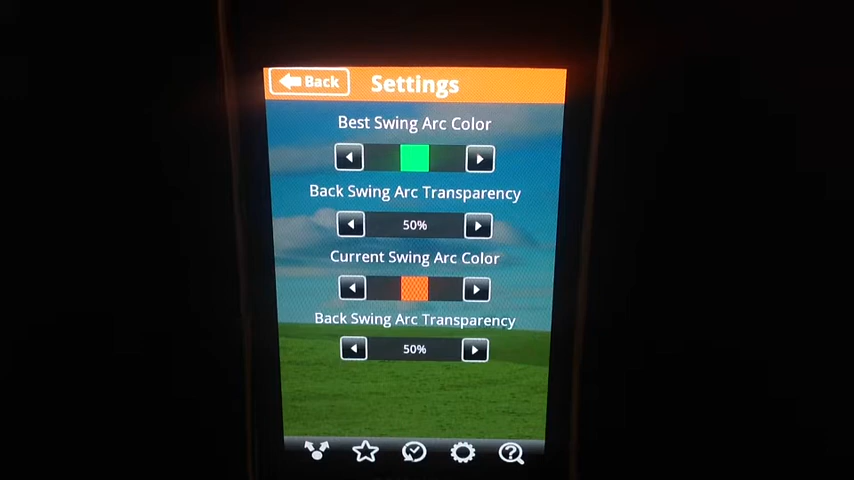 Back
Settings
Best Swing Arc Color
Back Swing Arc Transparency
50%
Current Swing Arc Color
Back Swing Arc Transparency
50%